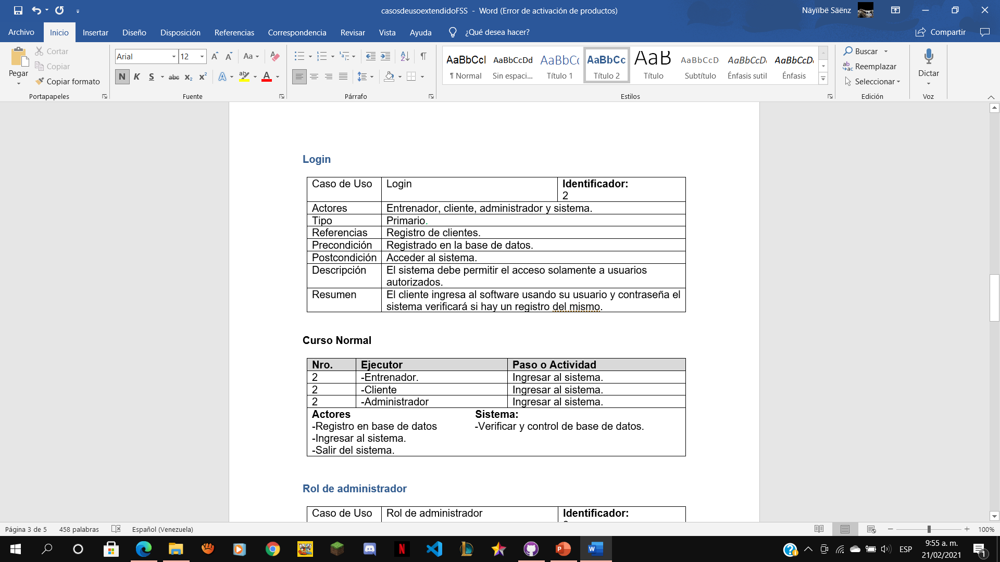 casosdeusoextendidoFSS - Word (Error de activación de productos)
Näyïïbë Säënz
Archivo Inicio Insertar Diseño Disposición Referencias Correspondencia Revisar Vista Ayuda ¿Qué desea hacer? Compartir
Pegar
Cortar
Copiar
Copiar formato
Portapapeles
Arial 12
Aa
N K S abc x₂ x²
Fuente
Párrafo
AaBbCcI AaBbCcDd AaBbCc AaBbCc AaB AaBbCcD AaBbCcDi AaBbCcDi
¶ Normal Sin espaci... Título 1 Título 2 Título Subtítulo Énfasis sutil Énfasis
Estilos
Buscar
Reemplazar
Seleccionar
Edición
Dictar
Voz
Login
Caso de Uso Login Identificador:
2
Actores Entrenador, cliente, administrador y sistema.
Tipo Primario.
Referencias Registro de clientes.
Precondición Registrado en la base de datos.
Postcondición Acceder al sistema.
Descripción El sistema debe permitir el acceso solamente a usuarios
autorizados.
Resumen El cliente ingresa al software usando su usuario y contraseña el
sistema verificará si hay un registro del mismo.
Curso Normal
Nro. Ejecutor Paso o Actividad
2 -Entrenador. Ingresar al sistema.
2 -Cliente Ingresar al sistema.
2 -Administrador Ingresar al sistema.
Actores Sistema:
-Registro en base de datos -Verificar y control de base de datos.
-Ingresar al sistema.
-Salir del sistema.
Rol de administrador
Caso de Uso Rol de administrador Identificador:
Página 3 de 5 458 palabras Español (Venezuela) 100%
ESP
9:55 a. m.
21/02/2021
1